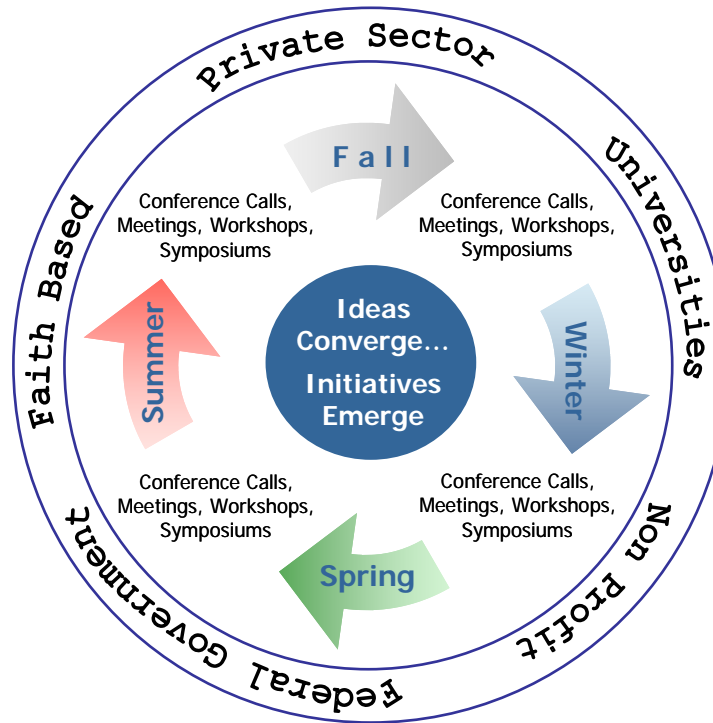 Private Sector
Universities
Non Profit
Federal Government
Faith Based
Fall
Conference Calls,
Meetings, Workshops,
Symposiums
Winter
Conference Calls,
Meetings, Workshops,
Symposiums
Spring
Conference Calls,
Meetings, Workshops,
Symposiums
Summer
Conference Calls,
Meetings, Workshops,
Symposiums
Ideas
Converge...
Initiatives
Emerge